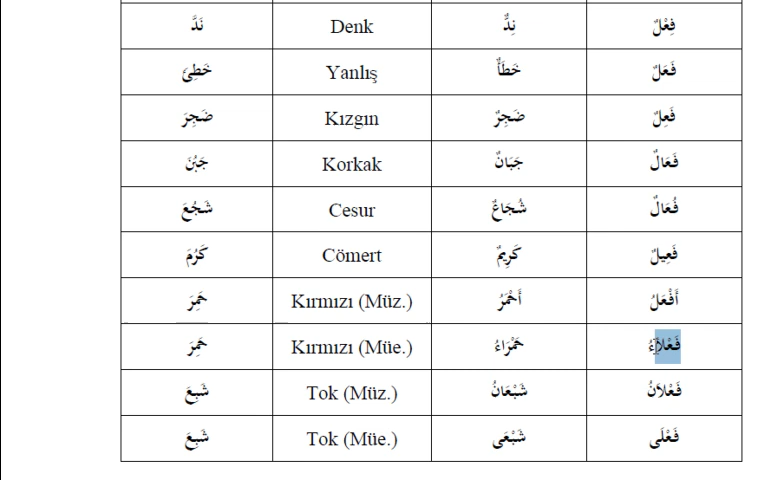 نَدَّ Denk نِدٌّ فِعْلٌ
خَطِئَ Yanlış خَطَأٌ فَعَلٌ
ضَجِرَ Kızgın ضَجِرٌ فَعِلٌ
جَبُنَ Korkak جَبَانٌ فَعَالٌ
شَجُعَ Cesur شُجَاعٌ فُعَالٌ
كَرُمَ Cömert كَرِيمٌ فَعِيلٌ
حَمِرَ Kırmızı (Müz.) أَحْمَرُ أَفْعَلُ
حَمِرَ Kırmızı (Müe.) حَمْرَاءُ فَعْلَاءُ
شَبِعَ Tok (Müz.) شَبْعَانُ فَعْلَانُ
شَبِعَ Tok (Müe.) شَبْعَى فَعْلَى